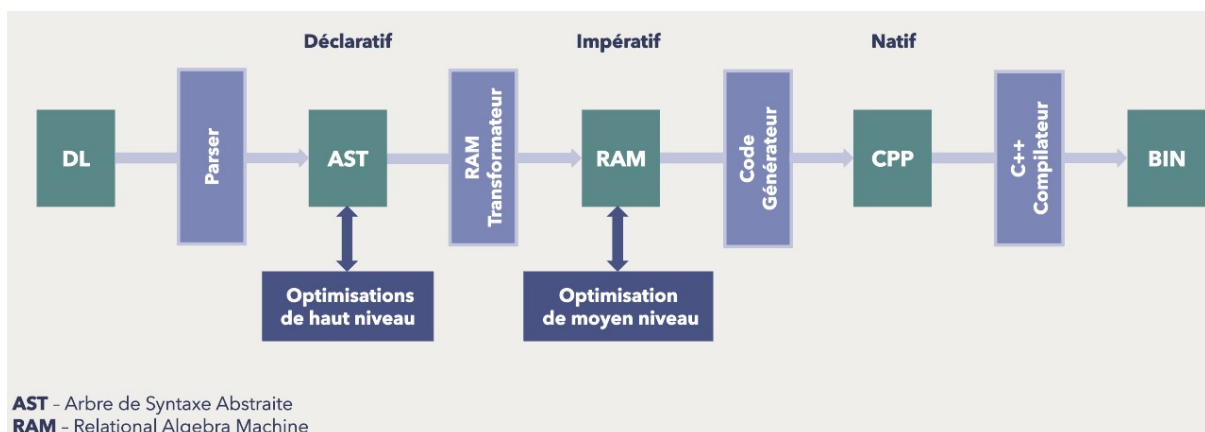 Déclaratif
Impératif
Natif
DL
Parser
AST
RAM
Transformateur
RAM
Code
Générateur
CPP
C++
Compilateur
BIN
Optimisations
de haut niveau
Optimisation
de moyen niveau
AST – Arbre de Syntaxe Abstraite
RAM – Relational Algebra Machine